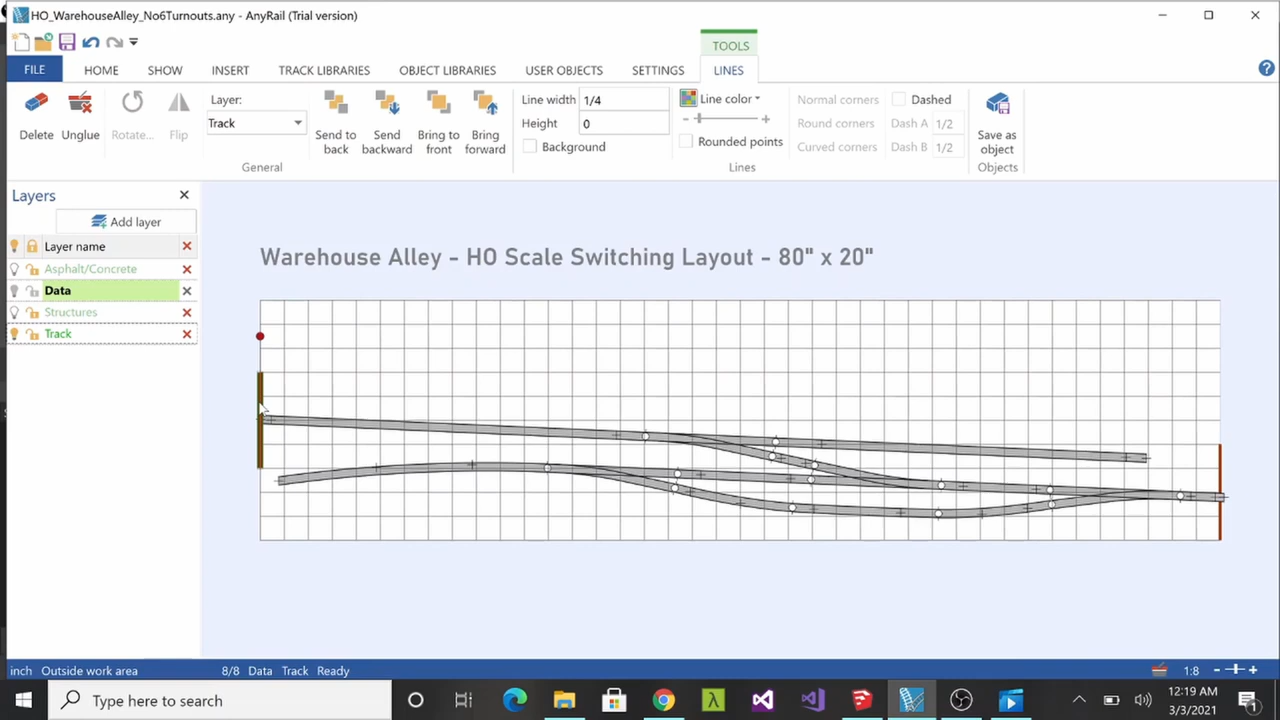 HO_WarehouseAlley_No6Turnouts.any - AnyRail (Trial version)
TOOLS
FILE HOME SHOW INSERT TRACK LIBRARIES OBJECT LIBRARIES USER OBJECTS SETTINGS LINES
Delete Unglue Rotate... Flip
Layer:
Track
Send to back Send backward Bring to front Bring forward
General
Line width 1/4
Height 0
Background
Line color
- +
Rounded points
Lines
Normal corners
Round corners
Curved corners
Dashed
Dash A 1/2
Dash B 1/2
Save as object
Objects
Layers
Add layer
Layer name
Asphalt/Concrete
Data
Structures
Track
Warehouse Alley - HO Scale Switching Layout - 80" x 20"
inch Outside work area 8/8 Data Track Ready 1:8 - +
Type here to search
12:19 AM
3/3/2021
1